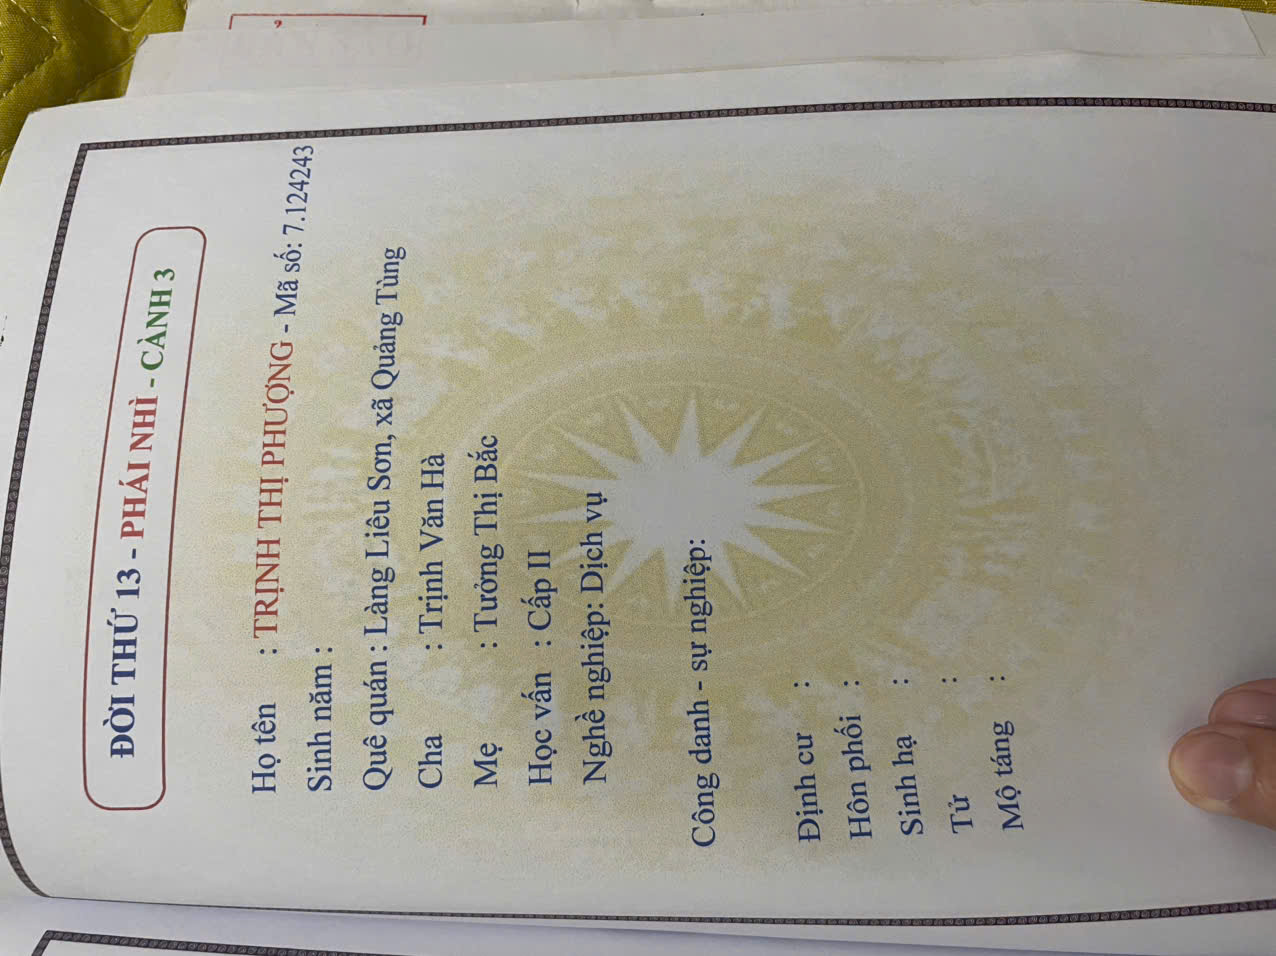 ĐỜI THỨ 13 - PHÁI NHÌ - CÀNH 3
Họ tên : TRỊNH THỊ PHƯỢNG - Mã số: 7.124243
Sinh năm :
Quê quán : Làng Liêu Sơn, xã Quảng Tùng
Cha : Trịnh Văn Hà
Mẹ : Tưởng Thị Bắc
Học vấn : Cấp II
Nghề nghiệp: Dịch vụ
Công danh - sự nghiệp:
Định cư :
Hôn phối :
Sinh hạ :
Tử :
Mộ táng :